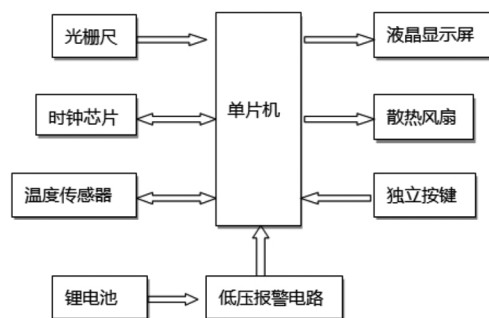 光栅尺
液晶显示屏
时钟芯片
单片机
散热风扇
温度传感器
独立按键
锂电池
低压报警电路